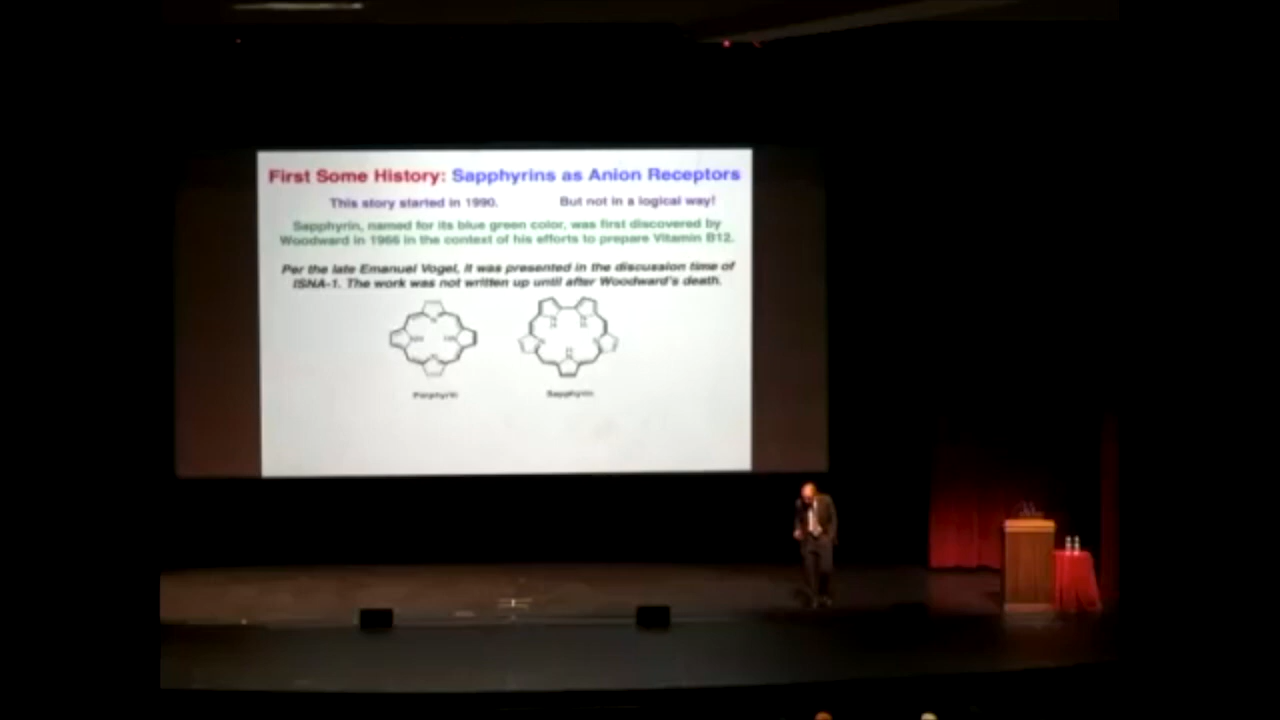 First Some History: Sapphyrins as Anion Receptors
This story started in 1990. But not in a logical way!
Sapphyrin, named for its blue green color, was first discovered by
Woodward in 1966 in the context of his efforts to prepare Vitamin B12.
Per the late Emanuel Vogel, it was presented in the discussion time of
ISNA-1. The work was not written up until after Woodward's death.
Porphyrin Sapphyrin